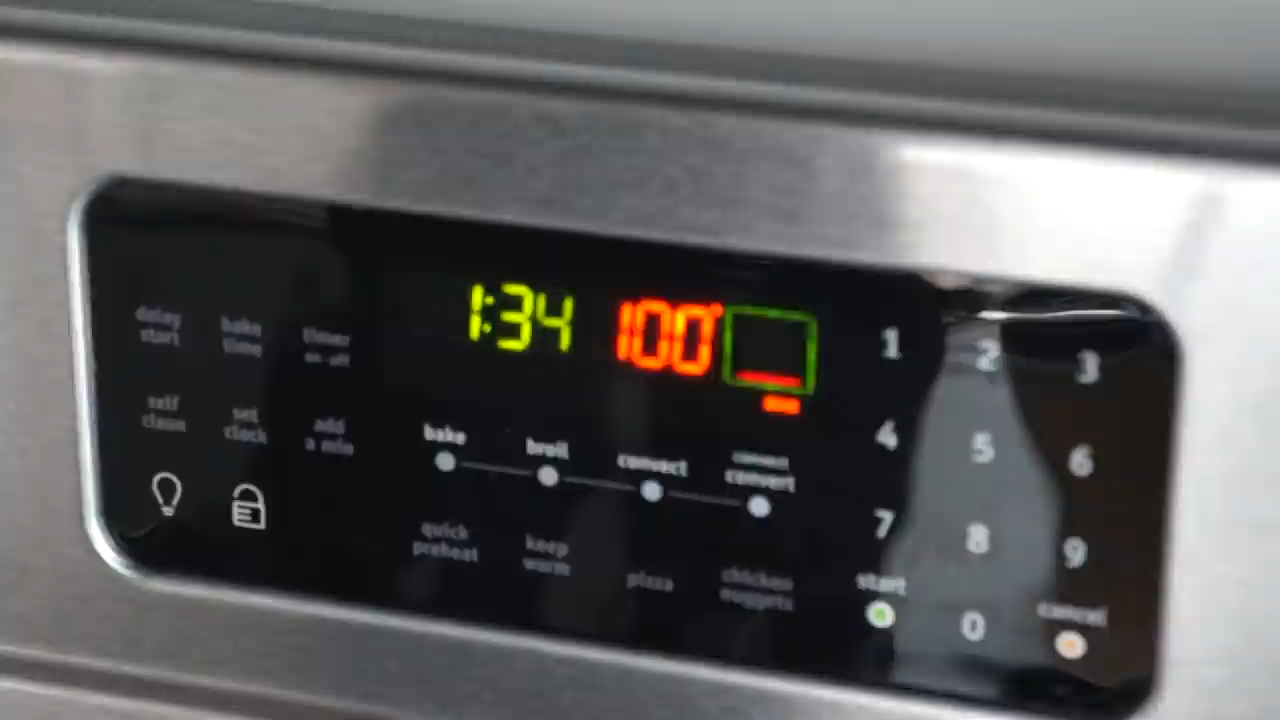 1:34 100°
delay start
bake time
timer on-off
self clean
set clock
add a min
bake
broil
convect
convect convert
quick preheat
keep warm
pizza
chicken nuggets
1 2 3
4 5 6
7 8 9
start
0
cancel